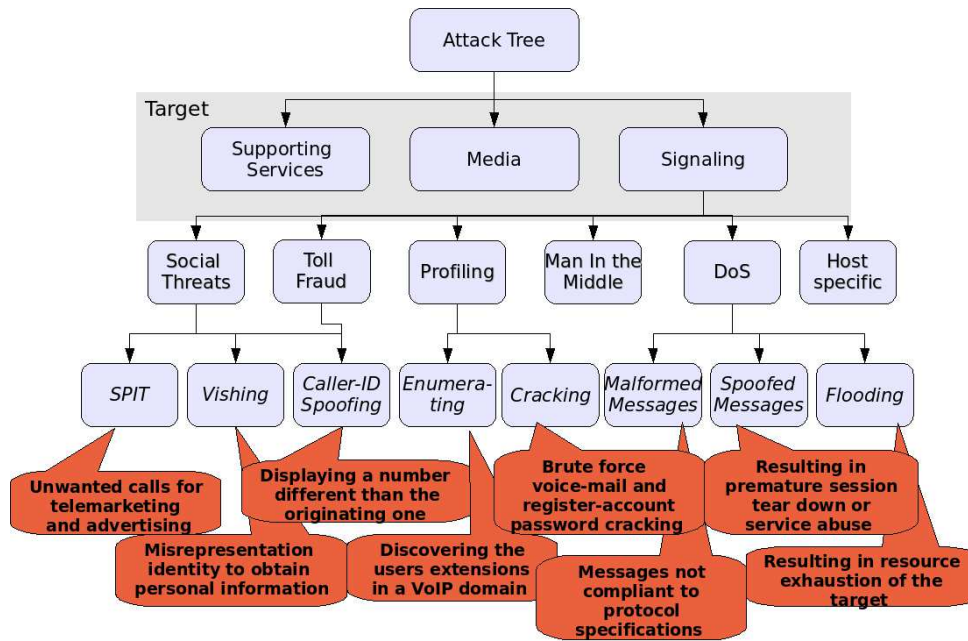 Attack Tree
Target
Supporting
Services
Media
Signaling
Social
Threats
Toll
Fraud
Profiling
Man In the
Middle
DoS
Host
specific
SPIT
Vishing
Caller-ID
Spoofing
Enumera-
ting
Cracking
Malformed
Messages
Spoofed
Messages
Flooding
Unwanted calls for
telemarketing
and advertising
Misrepresentation
identity to obtain
personal information
Displaying a number
different than the
originating one
Discovering the
users extensions
in a VoIP domain
Brute force
voice-mail and
register-account
password cracking
Messages not
compliant to
protocol
specifications
Resulting in
premature session
tear down or
service abuse
Resulting in resource
exhaustion of the
target